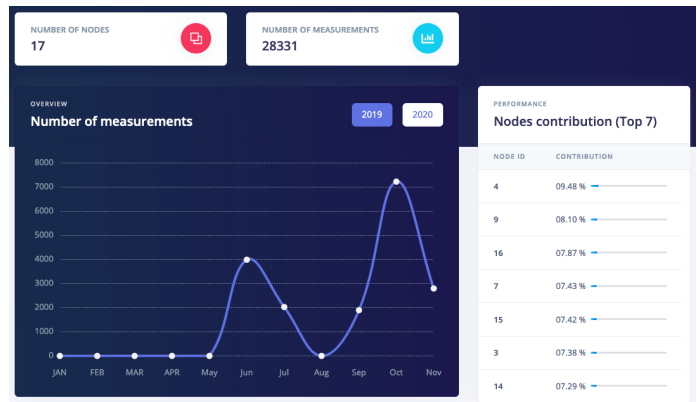 NUMBER OF NODES
17
NUMBER OF MEASUREMENTS
28331
OVERVIEW
Number of measurements
2019
2020
8000
7000
6000
5000
4000
3000
2000
1000
0
JAN FEB MAR APR May Jun Jul Aug Sep Oct Nov
PERFORMANCE
Nodes contribution (Top 7)
NODE ID CONTRIBUTION
4 09.48 %
9 08.10 %
16 07.87 %
7 07.43 %
15 07.42 %
3 07.38 %
14 07.29 %